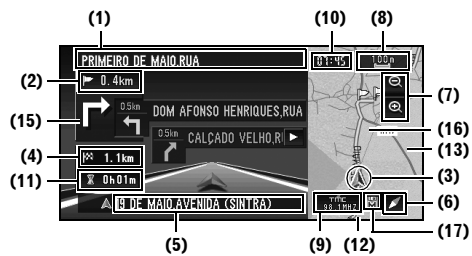 (1)
(10)
(8)
PRIMEIRO DE MAIO,RUA
01:45
100m
(2)
0.4km
(7)
(15)
0.5km
DOM AFONSO HENRIQUES,RUA
0.5km
CALÇADO VELHO,R
(16)
(4)
1.1km
(13)
(11)
0h01m
(3)
9 DE MAIO,AVENIDA (SINTRA)
TMC
98.1MHZ
(6)
(5)
(9)
(12)
(17)